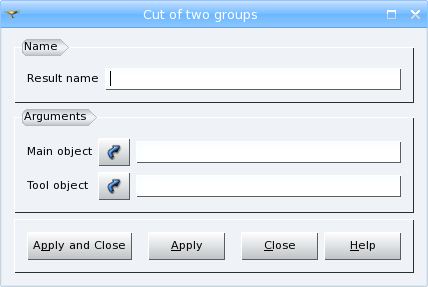 Cut of two groups
Name
Result name
Arguments
Main object
Tool object
Apply and Close Apply Close Help